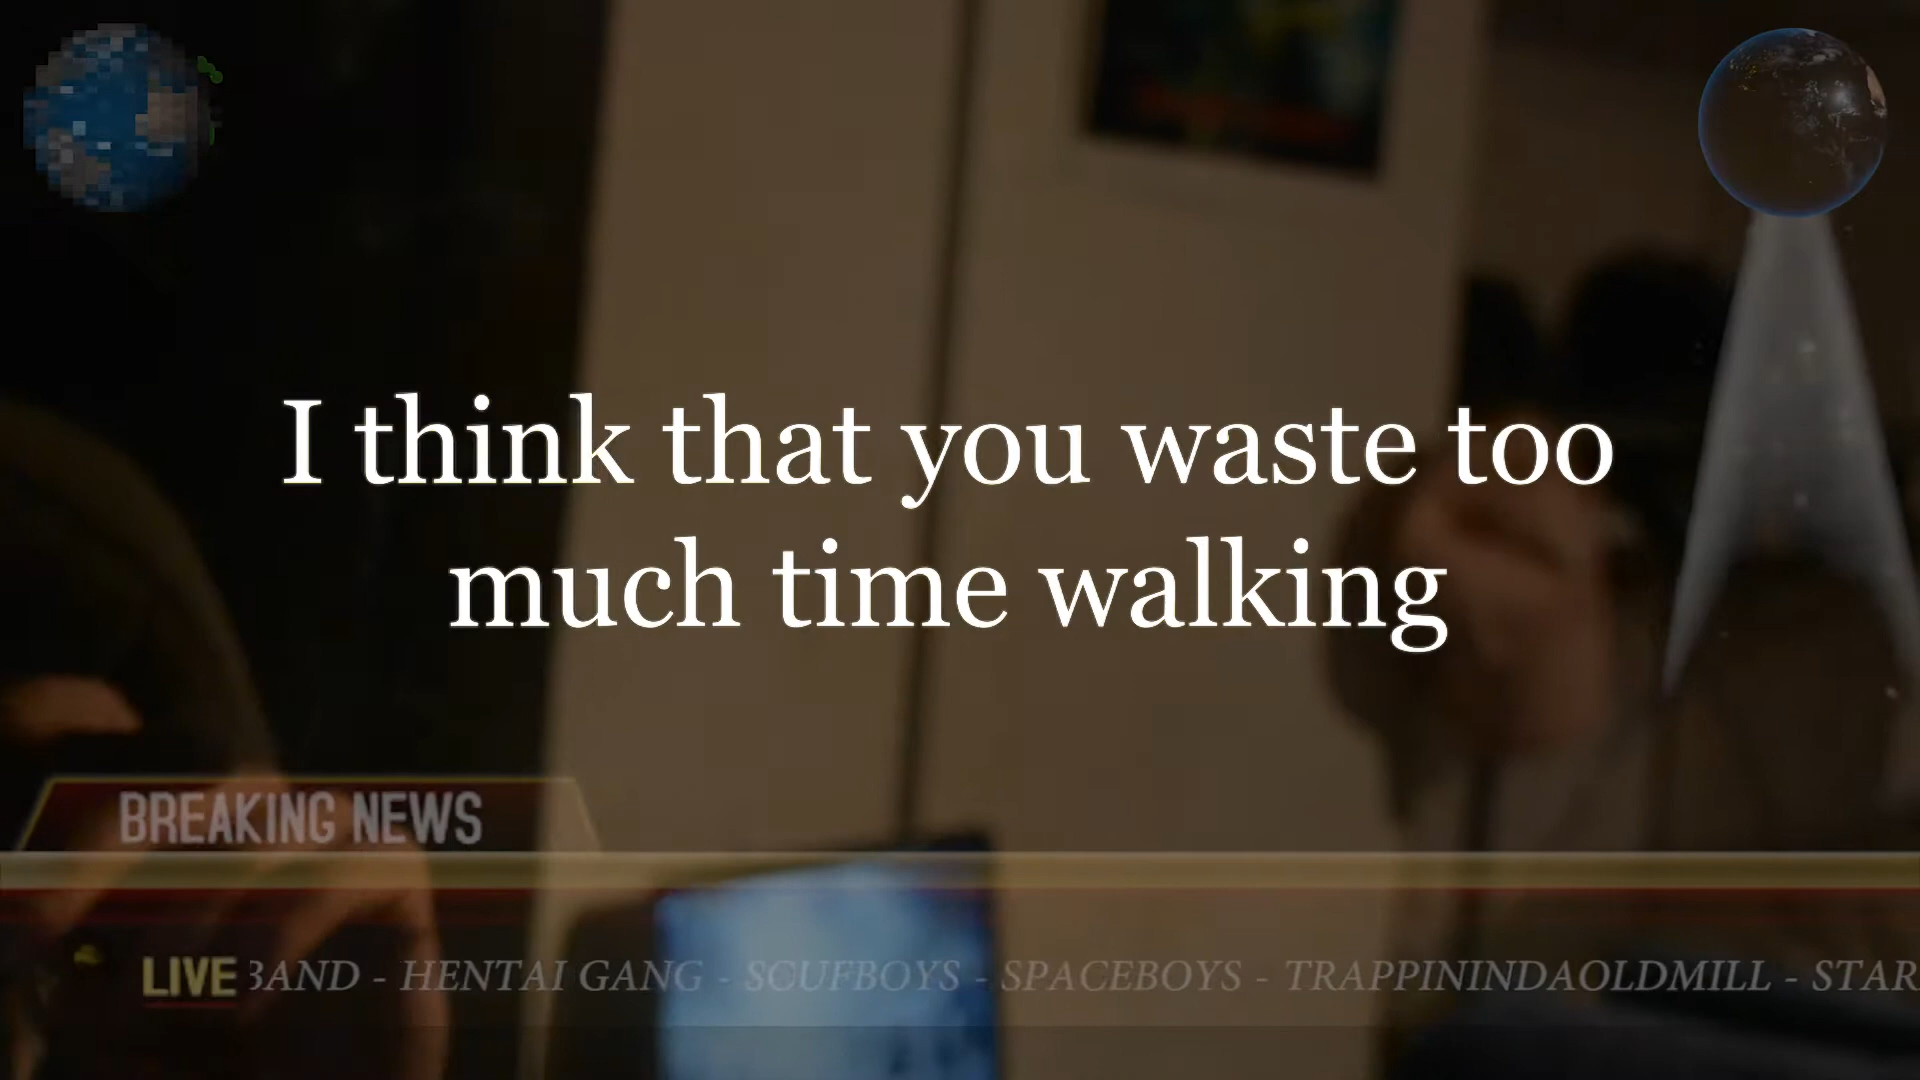 I think that you waste too
much time walking
BREAKING NEWS
LIVE
BAND - HENTAI GANG - SCUFBOYS - SPACEBOYS - TRAPPININDAOLDMILL - STAR